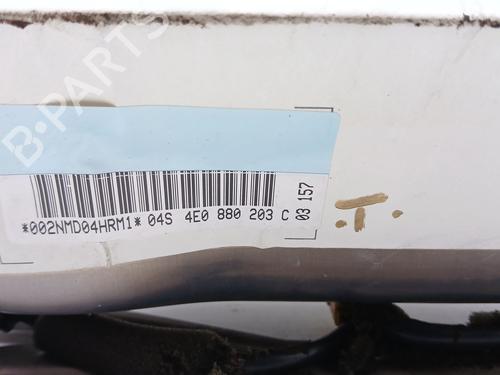 B-PARTS
*002NMD04HRM1* 04S 4E0 880 203 C
03 157
.T.